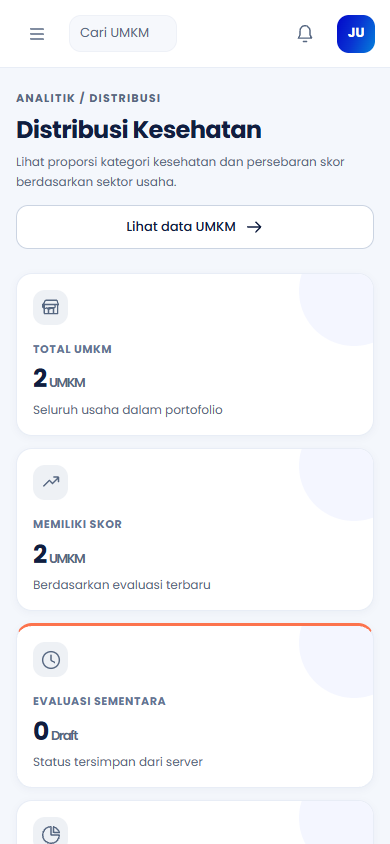 Cari UMKM
JU
ANALITIK / DISTRIBUSI
Distribusi Kesehatan
Lihat proporsi kategori kesehatan dan persebaran skor
berdasarkan sektor usaha.
Lihat data UMKM
TOTAL UMKM
2 UMKM
Seluruh usaha dalam portofolio
MEMILIKI SKOR
2 UMKM
Berdasarkan evaluasi terbaru
EVALUASI SEMENTARA
0 Draft
Status tersimpan dari server